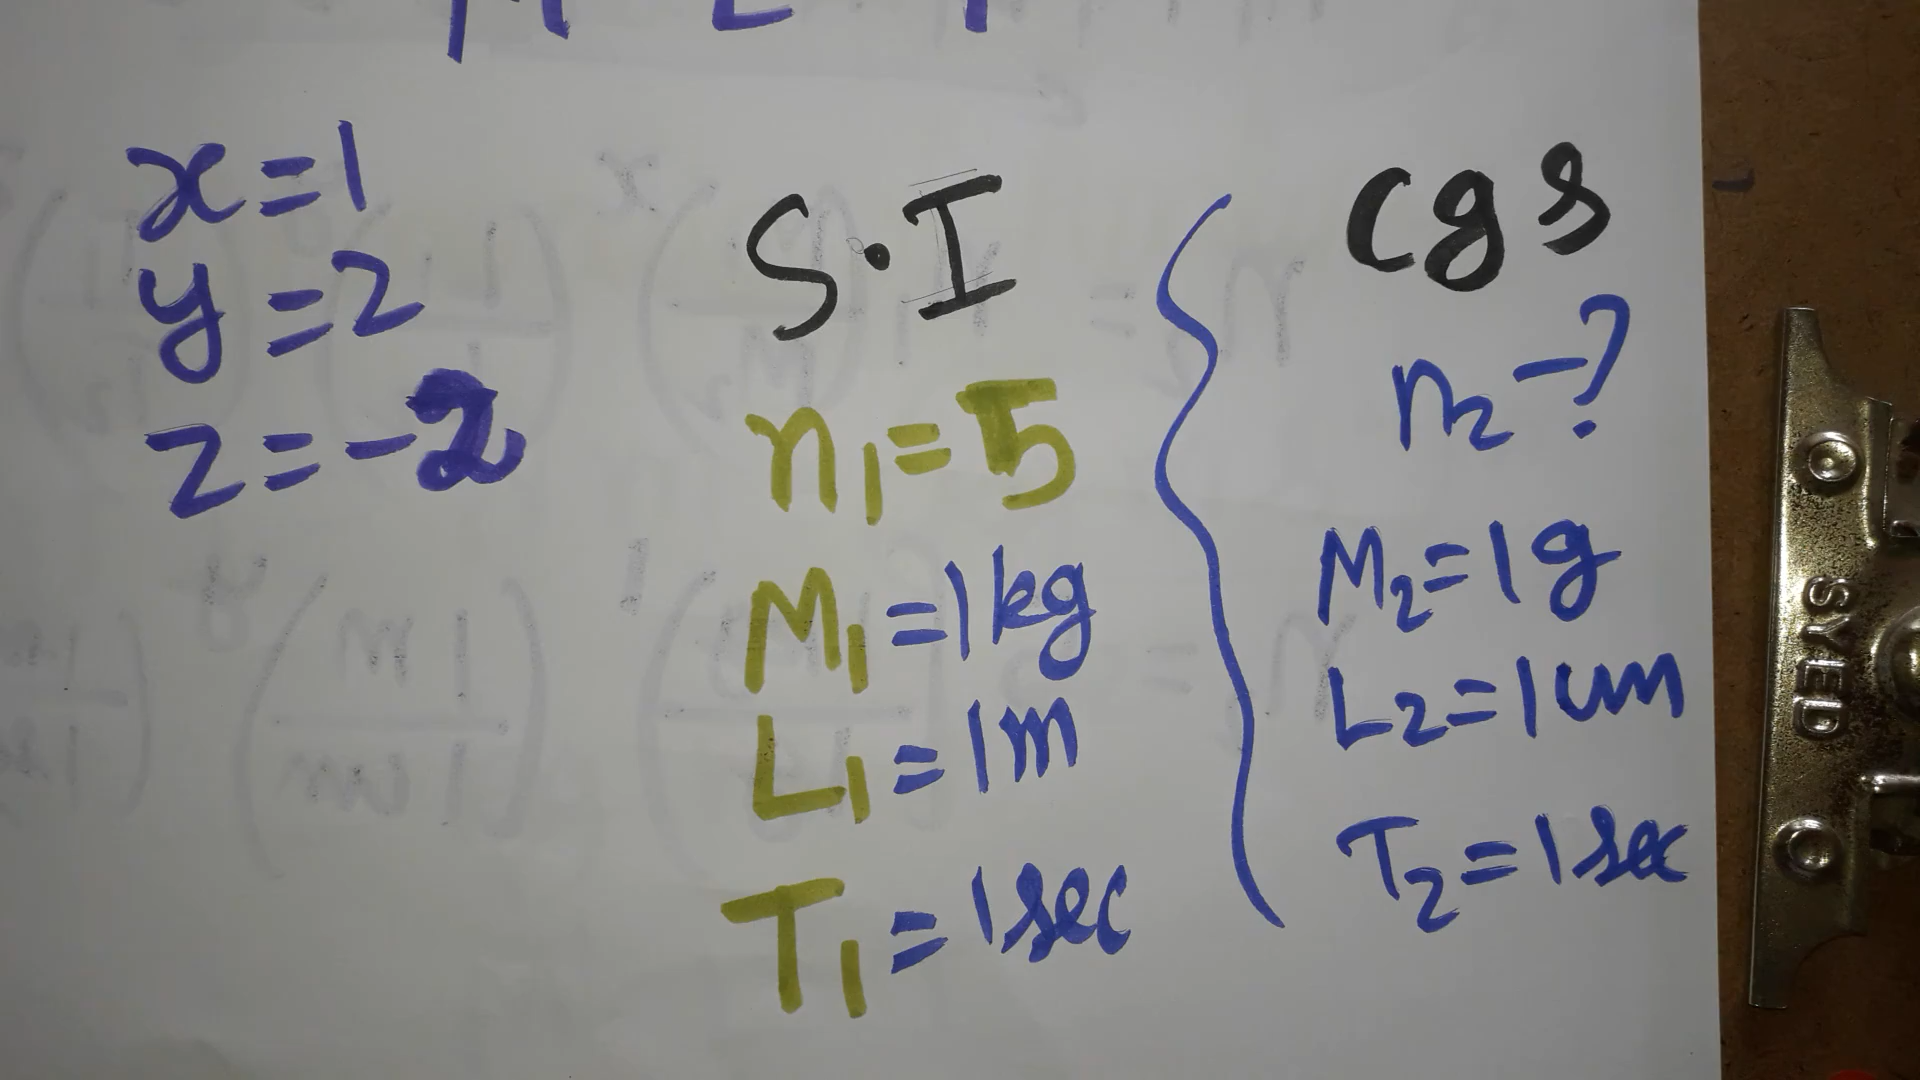 x=1
y=2
z=-2
S.I
n1=5
M1=1kg
L1=1m
T1=1sec
cgs
n2-?
M2=1g
L2=1cm
T2=1sec
SYED